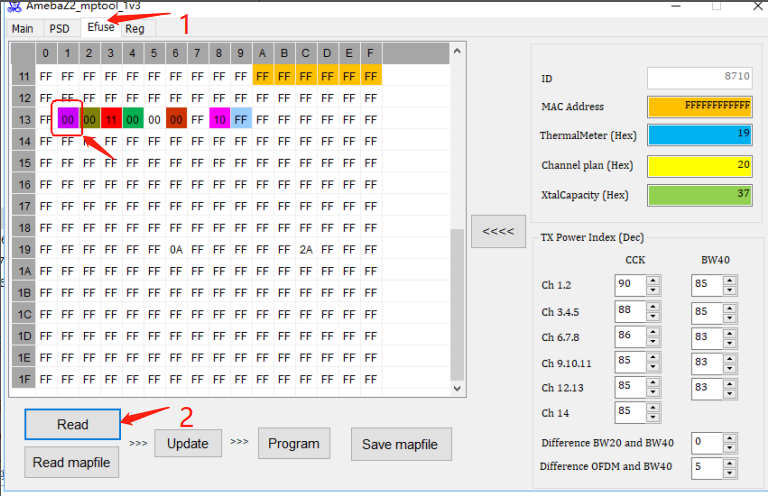 AmebaZ2_mptool_1v3
Main PSD Efuse Reg 1
0 1 2 3 4 5 6 7 8 9 A B C D E F
11 FF FF FF FF FF FF FF FF FF FF FF FF FF FF FF FF
12 FF FF FF FF FF FF FF FF FF FF FF FF FF FF FF FF
13 FF 00 00 11 00 00 00 FF 10 FF FF FF FF FF FF FF
14 FF FF FF FF FF FF FF FF FF FF FF FF FF FF FF FF
15 FF FF FF FF FF FF FF FF FF FF FF FF FF FF FF FF
16 FF FF FF FF FF FF FF FF FF FF FF FF FF FF FF FF
17 FF FF FF FF FF FF FF FF FF FF FF FF FF FF FF FF
18 FF FF FF FF FF FF FF FF FF FF FF FF FF FF FF FF
19 FF FF FF FF FF FF 0A FF FF FF FF FF 2A FF FF FF
1A FF FF FF FF FF FF FF FF FF FF FF FF FF FF FF FF
1B FF FF FF FF FF FF FF FF FF FF FF FF FF FF FF FF
1C FF FF FF FF FF FF FF FF FF FF FF FF FF FF FF FF
1D FF FF FF FF FF FF FF FF FF FF FF FF FF FF FF FF
1E FF FF FF FF FF FF FF FF FF FF FF FF FF FF FF FF
1F FF FF FF FF FF FF FF FF FF FF FF FF FF FF FF FF
Read 2
>>> Update >>> Program Save mapfile
Read mapfile
<<<<
ID 8710
MAC Address FFFFFFFFFFFF
ThermalMeter (Hex) 19
Channel plan (Hex) 20
XtalCapacity (Hex) 37
TX Power Index (Dec)
CCK BW40
Ch 1.2 90 85
Ch 3.4.5 88 85
Ch 6.7.8 86 83
Ch 9.10.11 85 83
Ch 12.13 85 83
Ch 14 85
Difference BW20 and BW40 0
Difference OFDM and BW40 5